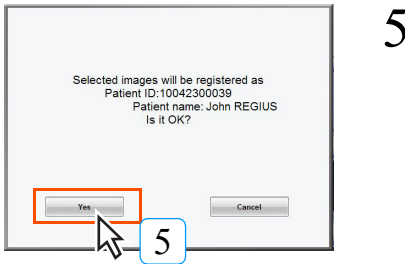 Selected images will be registered as
Patient ID:10042300039
Patient name: John REGIUS
Is it OK?
Yes
Cancel
5
5